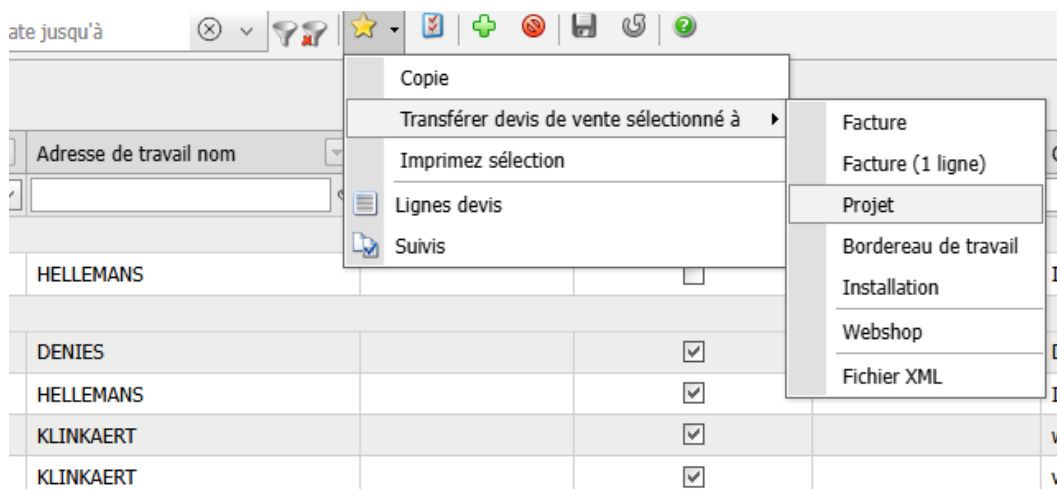 ate jusqu'à
Copie
Transférer devis de vente sélectionné à
Facture
Adresse de travail nom
Imprimez sélection
Facture (1 ligne)
Lignes devis
Projet
Suivis
Bordereau de travail
HELLEMANS
Installation
Webshop
DENIES
Fichier XML
HELLEMANS
KLINKAERT
KLINKAERT